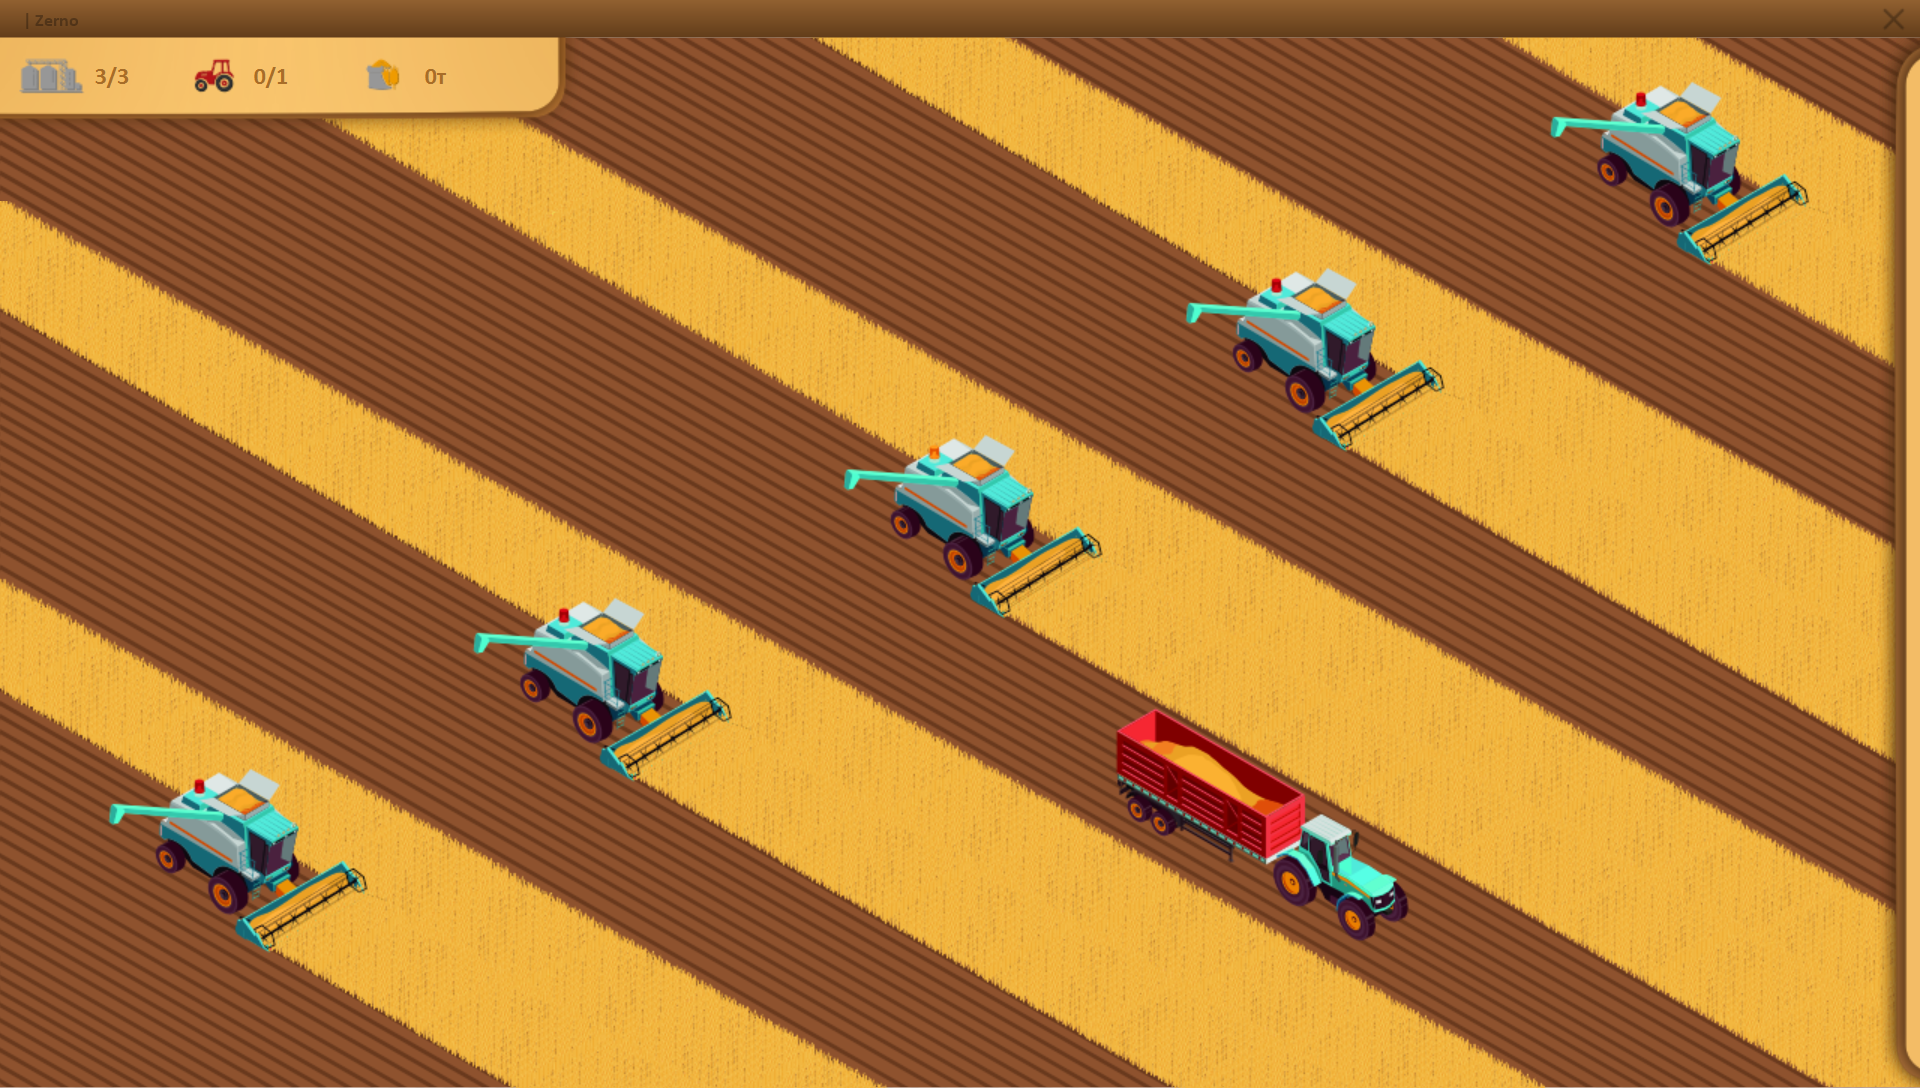 | Zerno
3/3 0/1 0т